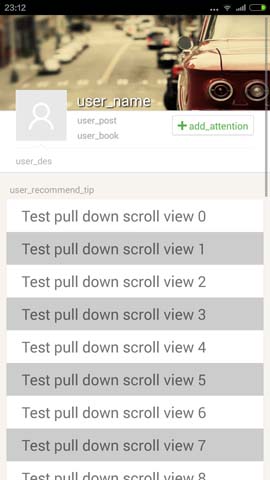 23:12
user_name
user_post
user_book
+ add_attention
user_des
user_recommend_tip
Test pull down scroll view 0
Test pull down scroll view 1
Test pull down scroll view 2
Test pull down scroll view 3
Test pull down scroll view 4
Test pull down scroll view 5
Test pull down scroll view 6
Test pull down scroll view 7
Test pull down scroll view 8